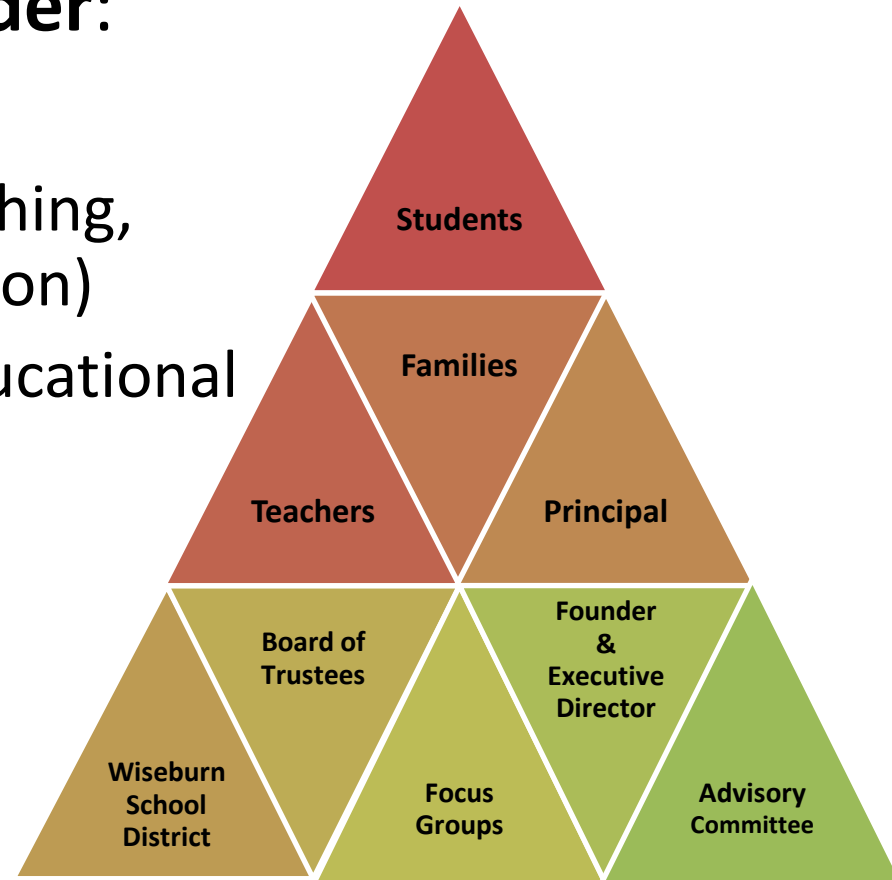 der:
hing,
on)
ucational
Students
Families
Teachers
Principal
Board of
Trustees
Founder
&
Executive
Director
Wiseburn
School
District
Focus
Groups
Advisory
Committee